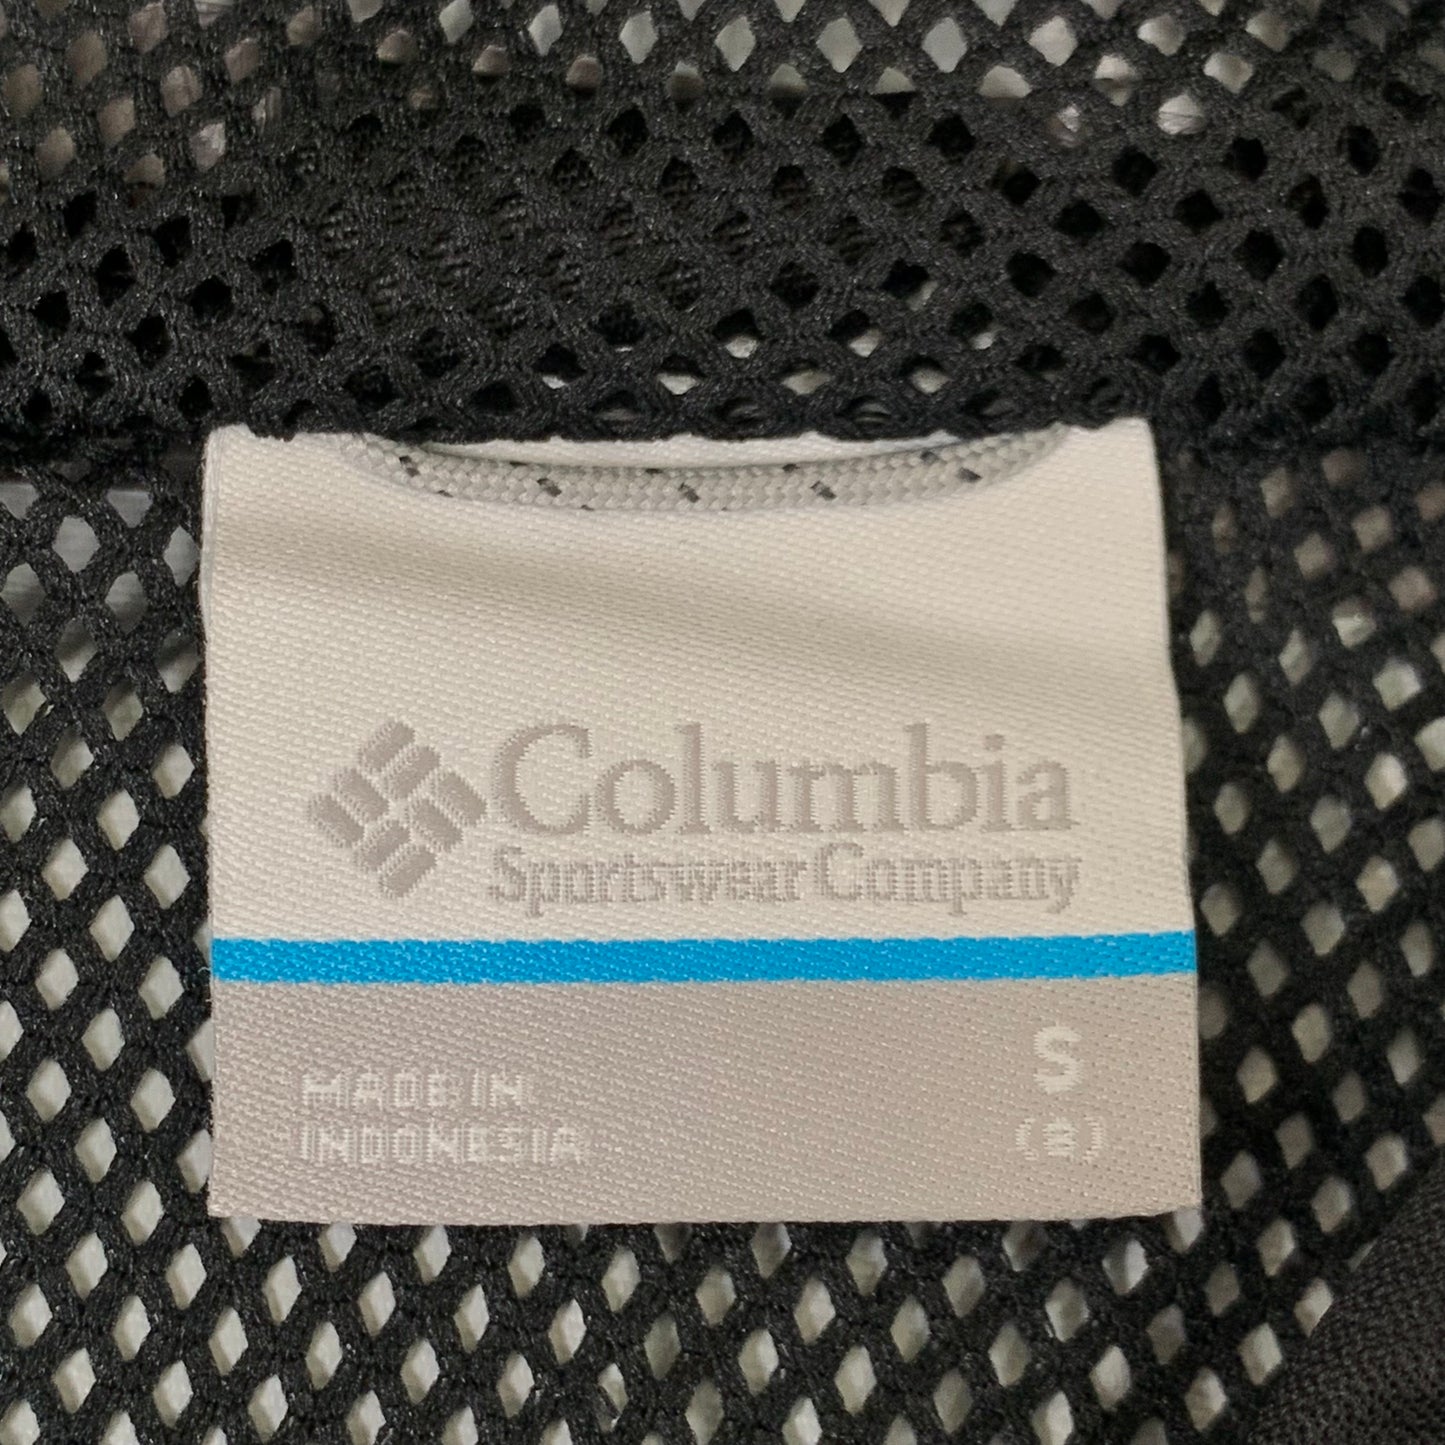 Columbia
Sportswear Company
MADE IN
INDONESIA
S